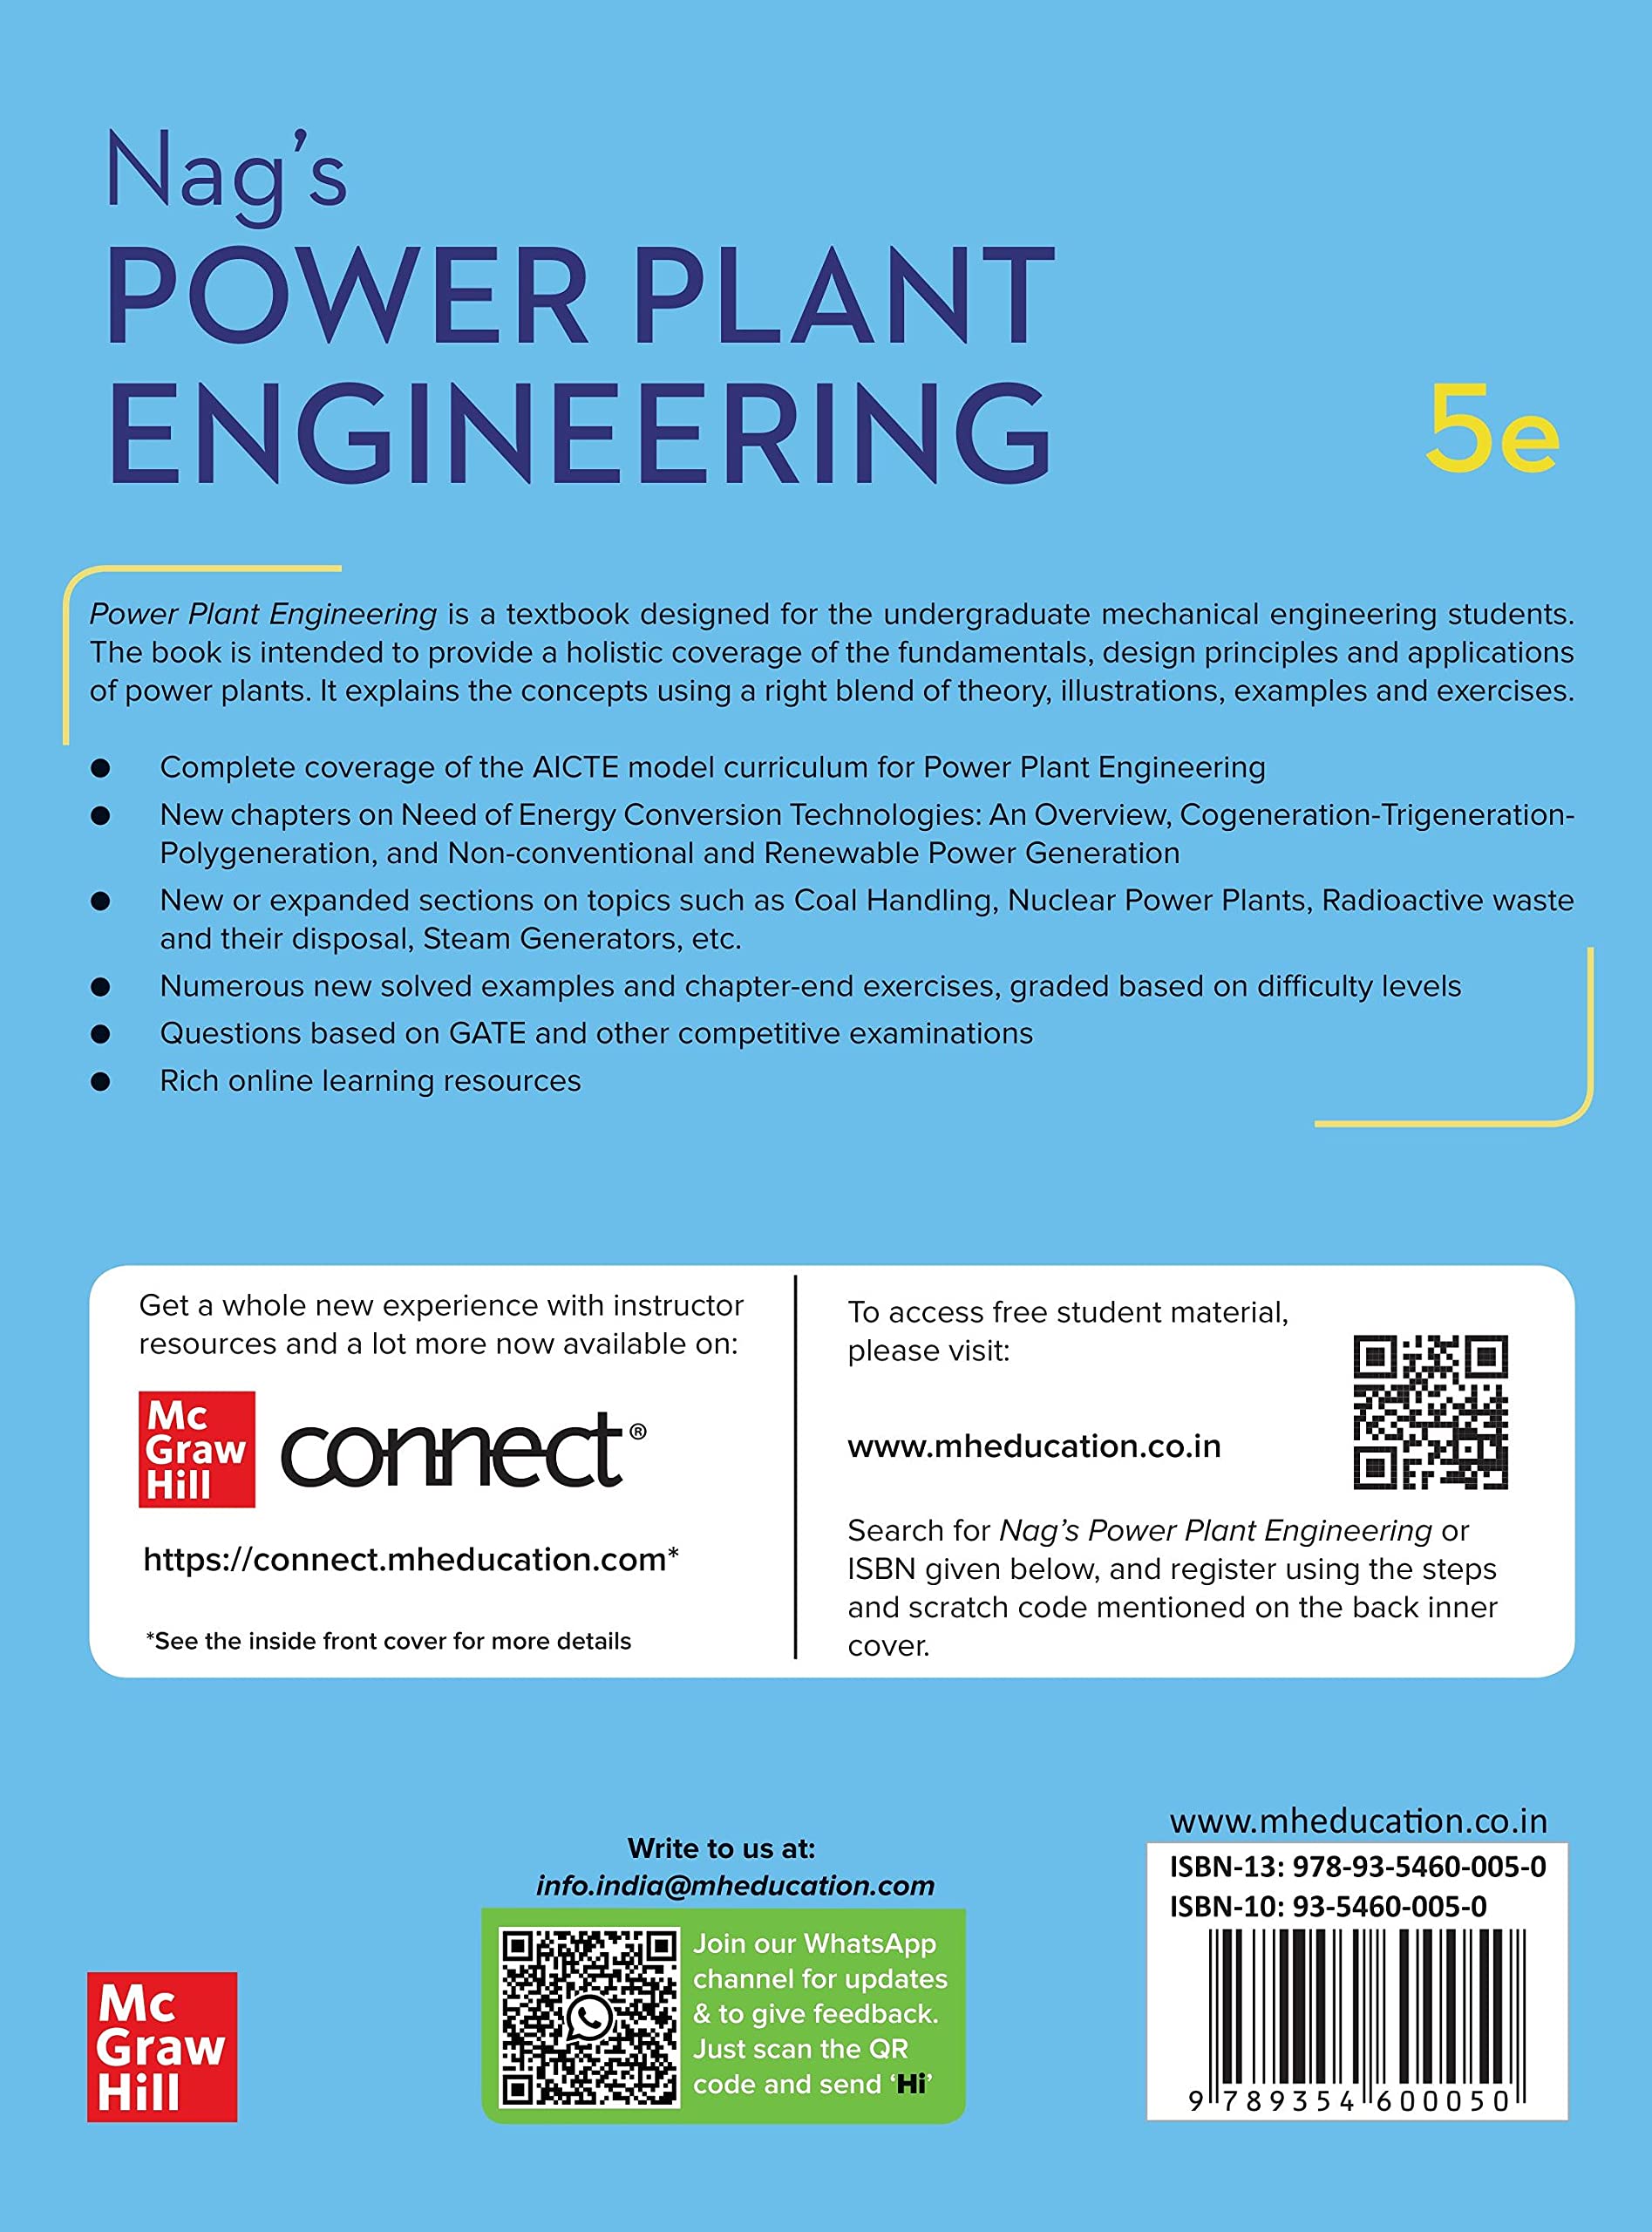 Nag’s
POWER PLANT
ENGINEERING
5e
Power Plant Engineering is a textbook designed for the undergraduate mechanical engineering students.
The book is intended to provide a holistic coverage of the fundamentals, design principles and applications
of power plants. It explains the concepts using a right blend of theory, illustrations, examples and exercises.
● Complete coverage of the AICTE model curriculum for Power Plant Engineering
● New chapters on Need of Energy Conversion Technologies: An Overview, Cogeneration-Trigeneration-
Polygeneration, and Non-conventional and Renewable Power Generation
● New or expanded sections on topics such as Coal Handling, Nuclear Power Plants, Radioactive waste
and their disposal, Steam Generators, etc.
● Numerous new solved examples and chapter-end exercises, graded based on difficulty levels
● Questions based on GATE and other competitive examinations
● Rich online learning resources
Get a whole new experience with instructor
resources and a lot more now available on:
Mc
Graw
Hill
connect®
https://connect.mheducation.com*
*See the inside front cover for more details
To access free student material,
please visit:
www.mheducation.co.in
Search for Nag’s Power Plant Engineering or
ISBN given below, and register using the steps
and scratch code mentioned on the back inner
cover.
Mc
Graw
Hill
Write to us at:
info.india@mheducation.com
Join our WhatsApp
channel for updates
& to give feedback.
Just scan the QR
code and send ‘Hi’
www.mheducation.co.in
ISBN-13: 978-93-5460-005-0
ISBN-10: 93-5460-005-0
9 789354 600050